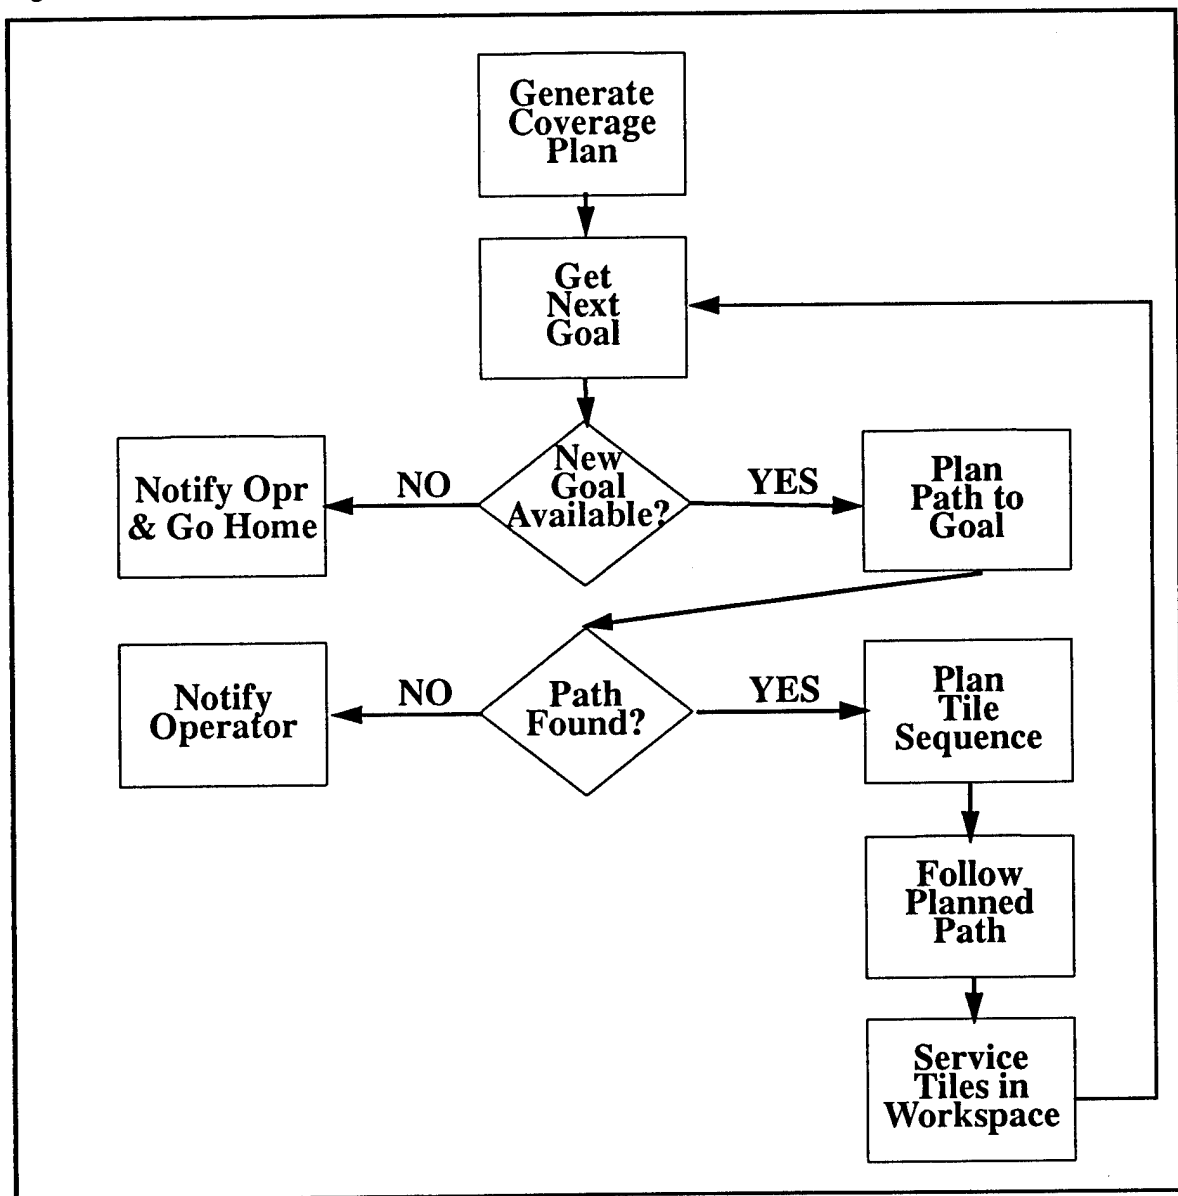 Generate
Coverage
Plan
Get
Next
Goal
New
Goal
Available?
NO
YES
Notify Opr
& Go Home
Plan
Path to
Goal
Path
Found?
NO
YES
Notify
Operator
Plan
Tile
Sequence
Follow
Planned
Path
Service
Tiles in
Workspace